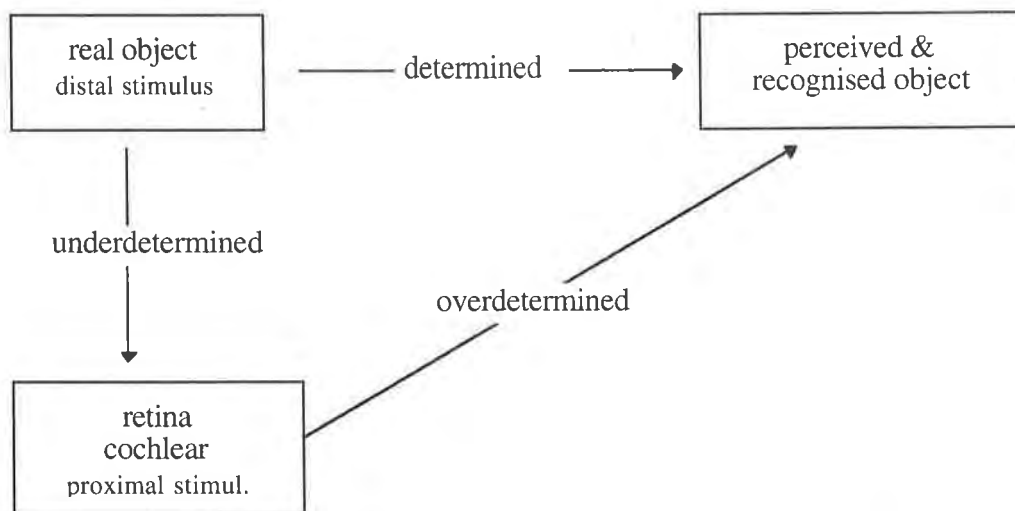 real object
distal stimulus
determined
perceived &
recognised object
underdetermined
overdetermined
retina
cochlear
proximal stimul.